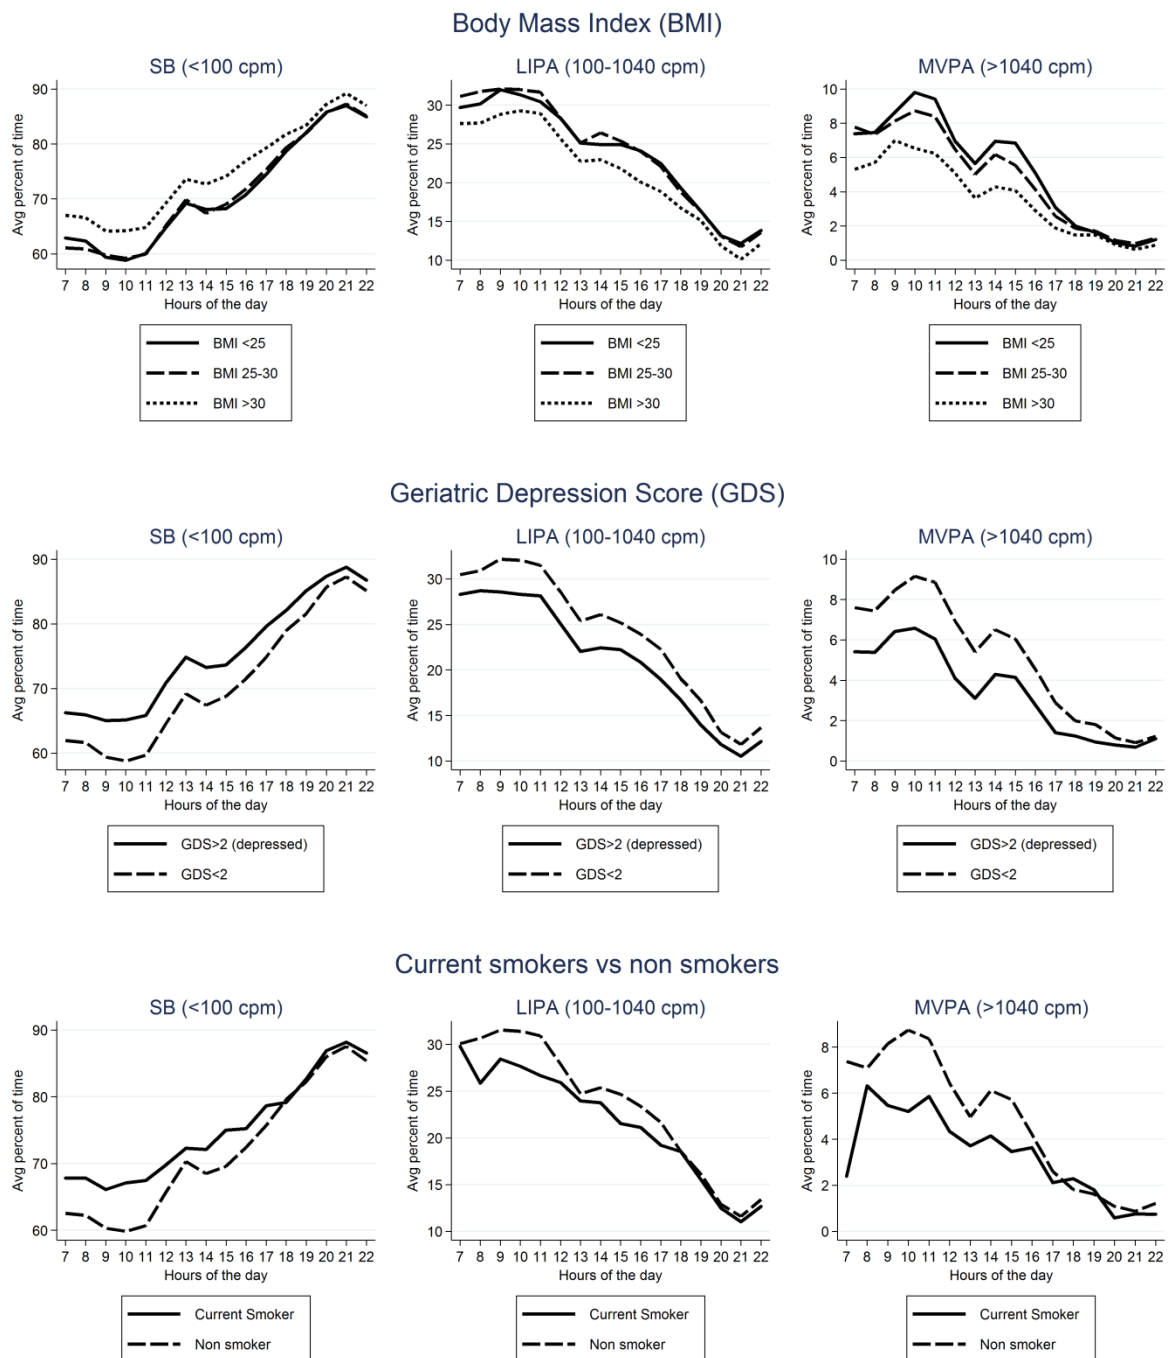 Body Mass Index (BMI)
SB (<100 cpm)
LIPA (100-1040 cpm)
MVPA (>1040 cpm)
Avg percent of time
90
80
70
60
7 8 9 10 11 12 13 14 15 16 17 18 19 20 21 22
Hours of the day
Avg percent of time
30
25
20
15
10
7 8 9 10 11 12 13 14 15 16 17 18 19 20 21 22
Hours of the day
Avg percent of time
10
8
6
4
2
0
7 8 9 10 11 12 13 14 15 16 17 18 19 20 21 22
Hours of the day
BMI <25
BMI 25-30
BMI >30
BMI <25
BMI 25-30
BMI >30
BMI <25
BMI 25-30
BMI >30
Geriatric Depression Score (GDS)
SB (<100 cpm)
LIPA (100-1040 cpm)
MVPA (>1040 cpm)
Avg percent of time
90
80
70
60
7 8 9 10 11 12 13 14 15 16 17 18 19 20 21 22
Hours of the day
Avg percent of time
30
25
20
15
10
7 8 9 10 11 12 13 14 15 16 17 18 19 20 21 22
Hours of the day
Avg percent of time
10
8
6
4
2
0
7 8 9 10 11 12 13 14 15 16 17 18 19 20 21 22
Hours of the day
GDS>2 (depressed)
GDS<2
GDS>2 (depressed)
GDS<2
GDS>2 (depressed)
GDS<2
Current smokers vs non smokers
SB (<100 cpm)
LIPA (100-1040 cpm)
MVPA (>1040 cpm)
Avg percent of time
90
80
70
60
7 8 9 10 11 12 13 14 15 16 17 18 19 20 21 22
Hours of the day
Avg percent of time
30
25
20
15
10
7 8 9 10 11 12 13 14 15 16 17 18 19 20 21 22
Hours of the day
Avg percent of time
8
6
4
2
0
7 8 9 10 11 12 13 14 15 16 17 18 19 20 21 22
Hours of the day
Current Smoker
Non smoker
Current Smoker
Non smoker
Current Smoker
Non smoker